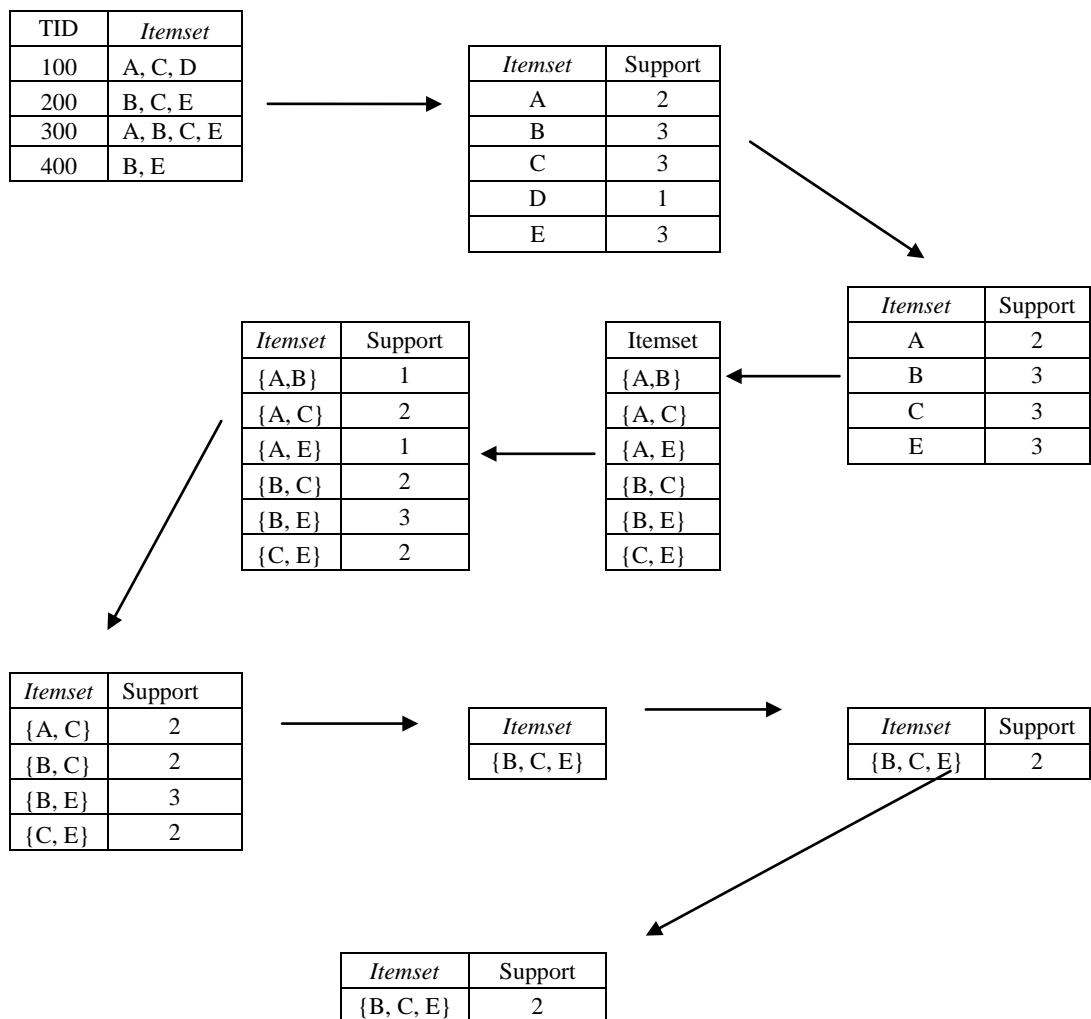 TID Itemset
100 A, C, D
200 B, C, E
300 A, B, C, E
400 B, E
Itemset Support
A 2
B 3
C 3
D 1
E 3
Itemset Support
A 2
B 3
C 3
E 3
Itemset
{A,B}
{A, C}
{A, E}
{B, C}
{B, E}
{C, E}
Itemset Support
{A,B} 1
{A, C} 2
{A, E} 1
{B, C} 2
{B, E} 3
{C, E} 2
Itemset Support
{A, C} 2
{B, C} 2
{B, E} 3
{C, E} 2
Itemset
{B, C, E}
Itemset Support
{B, C, E} 2
Itemset Support
{B, C, E} 2